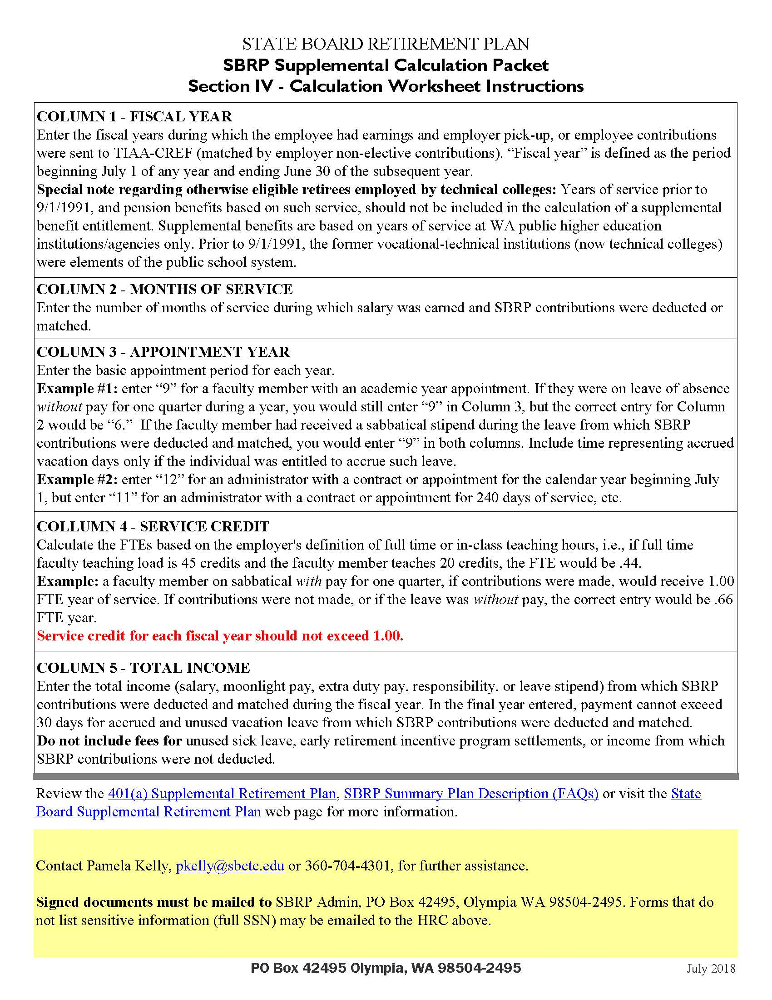 STATE BOARD RETIREMENT PLAN
SBRP Supplemental Calculation Packet
Section IV - Calculation Worksheet Instructions
COLUMN 1 - FISCAL YEAR
Enter the fiscal years during which the employee had earnings and employer pick-up, or employee contributions
were sent to TIAA-CREF (matched by employer non-elective contributions). “Fiscal year” is defined as the period
beginning July 1 of any year and ending June 30 of the subsequent year.
Special note regarding otherwise eligible retirees employed by technical colleges: Years of service prior to
9/1/1991, and pension benefits based on such service, should not be included in the calculation of a supplemental
benefit entitlement. Supplemental benefits are based on years of service at WA public higher education
institutions/agencies only. Prior to 9/1/1991, the former vocational-technical institutions (now technical colleges)
were elements of the public school system.
COLUMN 2 - MONTHS OF SERVICE
Enter the number of months of service during which salary was earned and SBRP contributions were deducted or
matched.
COLUMN 3 - APPOINTMENT YEAR
Enter the basic appointment period for each year.
Example #1: enter “9” for a faculty member with an academic year appointment. If they were on leave of absence
without pay for one quarter during a year, you would still enter “9” in Column 3, but the correct entry for Column
2 would be “6.”  If the faculty member had received a sabbatical stipend during the leave from which SBRP
contributions were deducted and matched, you would enter “9” in both columns. Include time representing accrued
vacation days only if the individual was entitled to accrue such leave.
Example #2: enter “12” for an administrator with a contract or appointment for the calendar year beginning July
1, but enter “11” for an administrator with a contract or appointment for 240 days of service, etc.
COLLUMN 4 - SERVICE CREDIT
Calculate the FTEs based on the employer's definition of full time or in-class teaching hours, i.e., if full time
faculty teaching load is 45 credits and the faculty member teaches 20 credits, the FTE would be .44.
Example: a faculty member on sabbatical with pay for one quarter, if contributions were made, would receive 1.00
FTE year of service. If contributions were not made, or if the leave was without pay, the correct entry would be .66
FTE year.
Service credit for each fiscal year should not exceed 1.00.
COLUMN 5 - TOTAL INCOME
Enter the total income (salary, moonlight pay, extra duty pay, responsibility, or leave stipend) from which SBRP
contributions were deducted and matched during the fiscal year. In the final year entered, payment cannot exceed
30 days for accrued and unused vacation leave from which SBRP contributions were deducted and matched.
Do not include fees for unused sick leave, early retirement incentive program settlements, or income from which
SBRP contributions were not deducted.
Review the 401(a) Supplemental Retirement Plan, SBRP Summary Plan Description (FAQs) or visit the State
Board Supplemental Retirement Plan web page for more information.
Contact Pamela Kelly, pkelly@sbctc.edu or 360-704-4301, for further assistance.
Signed documents must be mailed to SBRP Admin, PO Box 42495, Olympia WA 98504-2495. Forms that do
not list sensitive information (full SSN) may be emailed to the HRC above.
PO Box 42495 Olympia, WA 98504-2495
July 2018